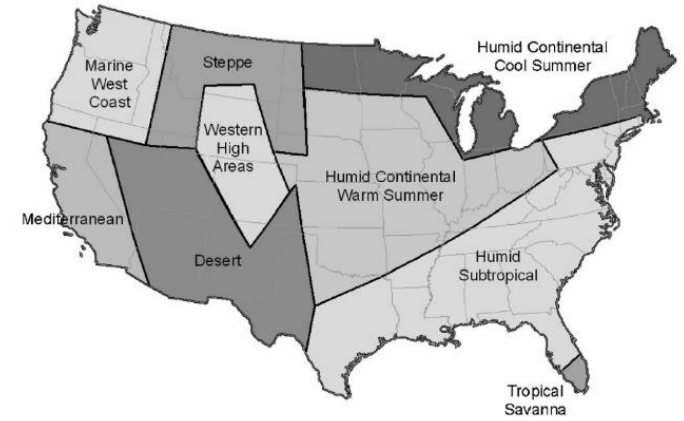 Humid Continental
Cool Summer
Steppe
Marine
West
Coast
Western
High
Areas
Humid Continental
Warm Summer
Mediterranean
Desert
Humid
Subtropical
Tropical
Savanna